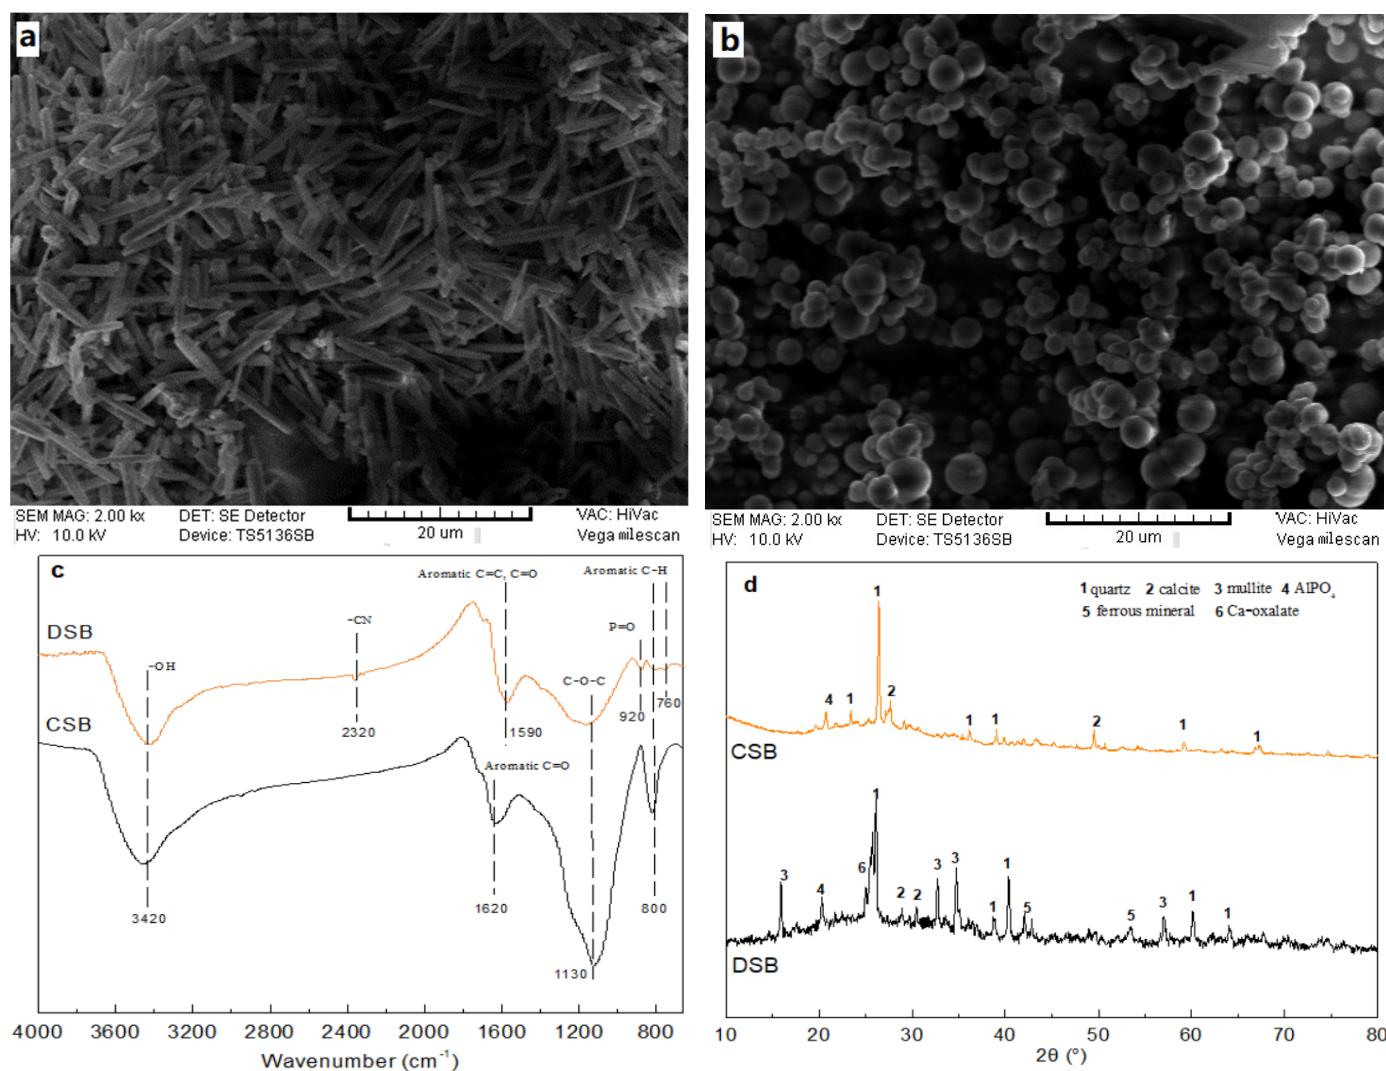 a
SEM MAG: 2.00 kx DET: SE Detector VAC: HiVac
HV: 10.0 kV Device: TS5136SB 20 um Vega milescan
b
SEM MAG: 2.00 kx DET: SE Detector VAC: HiVac
HV: 10.0 kV Device: TS5136SB 20 um Vega milescan
c
Aromatic C=C, C=O Aromatic C-H
DSB
-CN
P=O
-OH
C-O-C
760
CSB
2320 1590 920
Aromatic C=O
3420 1620 800
1130
4000 3600 3200 2800 2400 2000 1600 1200 800
Wavenumber (cm⁻¹)
d
1 quartz 2 calcite 3 mullite 4 AlPO₄
5 ferrous mineral 6 Ca-oxalate
1
4 1 2 1 1 2 1 1
CSB
1
3 4 6 2 2 3 3 1 1 5 5 3 1 1
DSB
10 20 30 40 50 60 70 80
2θ (°)